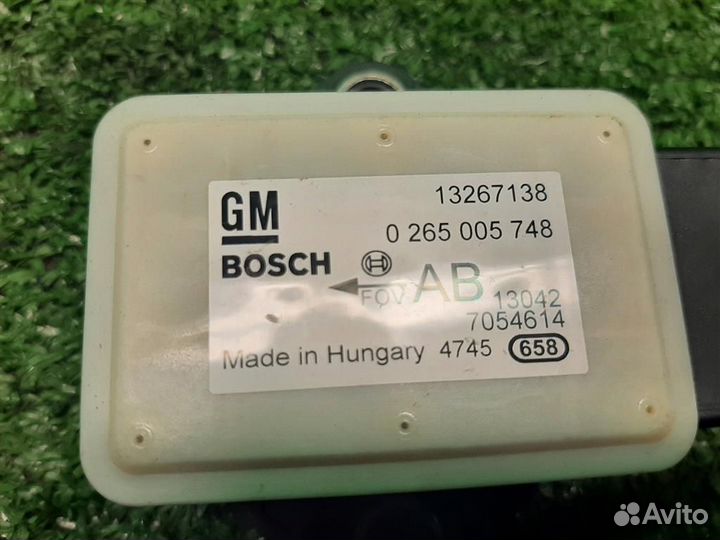 GM
13267138
0 265 005 748
BOSCH
FOV
AB
13042
7054614
Made in Hungary 4745 658
Avito